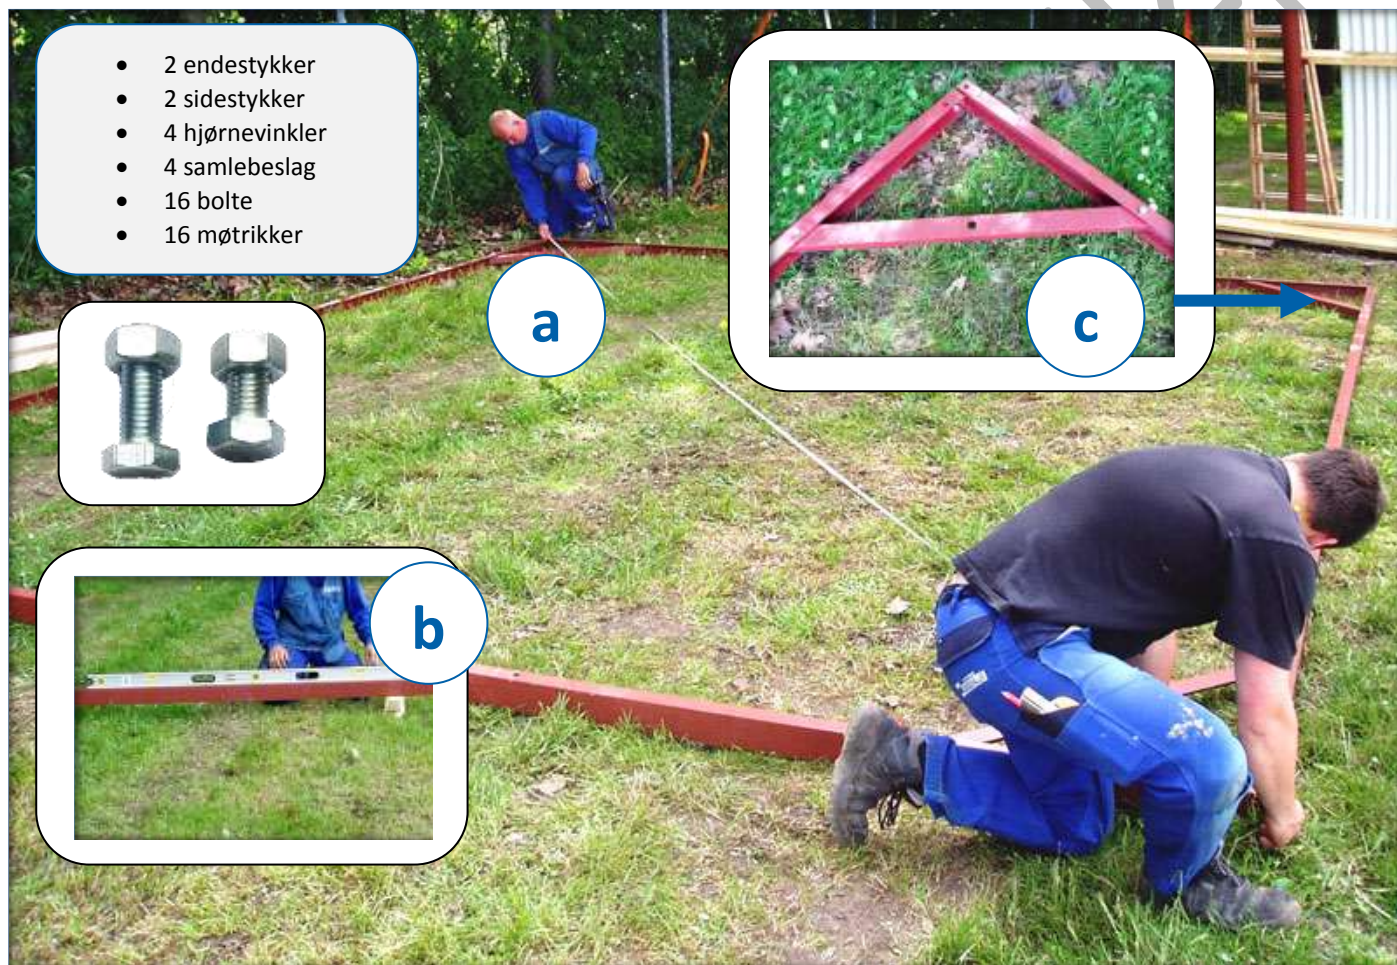 • 2 endestykker
• 2 sidestykker
• 4 hjørnevinkler
• 4 samlebeslag
• 16 bolte
• 16 møtrikker
a
c
b